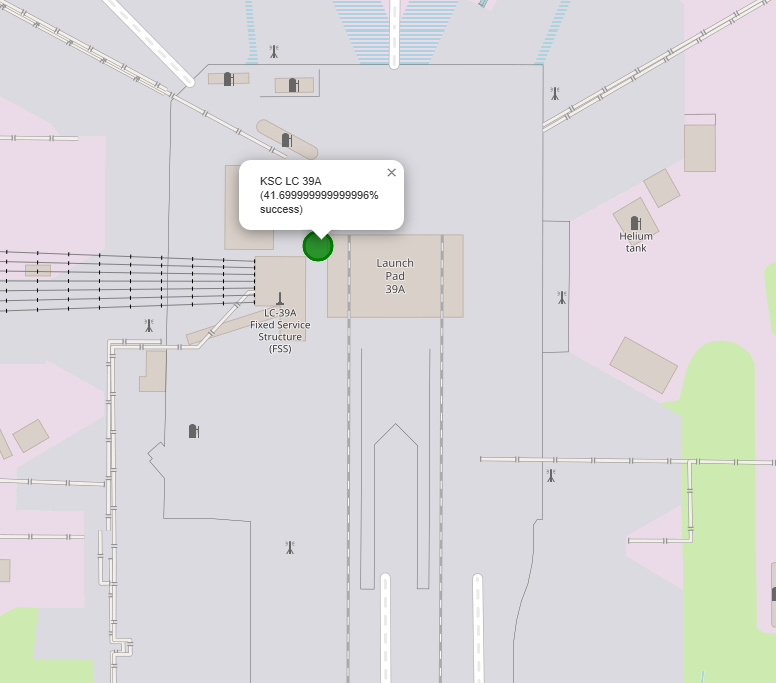 KSC LC 39A
(41.699999999999996%
success)
Helium
tank
Launch
Pad
39A
LC-39A
Fixed Service
Structure
(FSS)